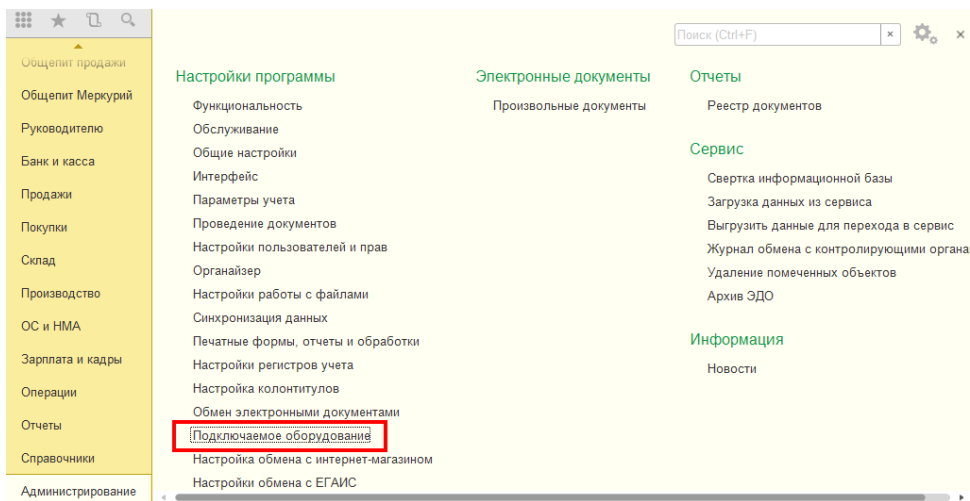 Поиск (Ctrl+F)
Общепит продажи
Общепит Меркурий
Руководителю
Банк и касса
Продажи
Покупки
Склад
Производство
ОС и НМА
Зарплата и кадры
Операции
Отчеты
Справочники
Администрирование
Настройки программы
Функциональность
Обслуживание
Общие настройки
Интерфейс
Параметры учета
Проведение документов
Настройки пользователей и прав
Органайзер
Настройки работы с файлами
Синхронизация данных
Печатные формы, отчеты и обработки
Настройки регистров учета
Настройка колонтитулов
Обмен электронными документами
Подключаемое оборудование
Настройка обмена с интернет-магазином
Настройки обмена с ЕГАИС
Электронные документы
Произвольные документы
Отчеты
Реестр документов
Сервис
Свертка информационной базы
Загрузка данных из сервиса
Выгрузить данные для перехода в сервис
Журнал обмена с контролирующими органа
Удаление помеченных объектов
Архив ЭДО
Информация
Новости